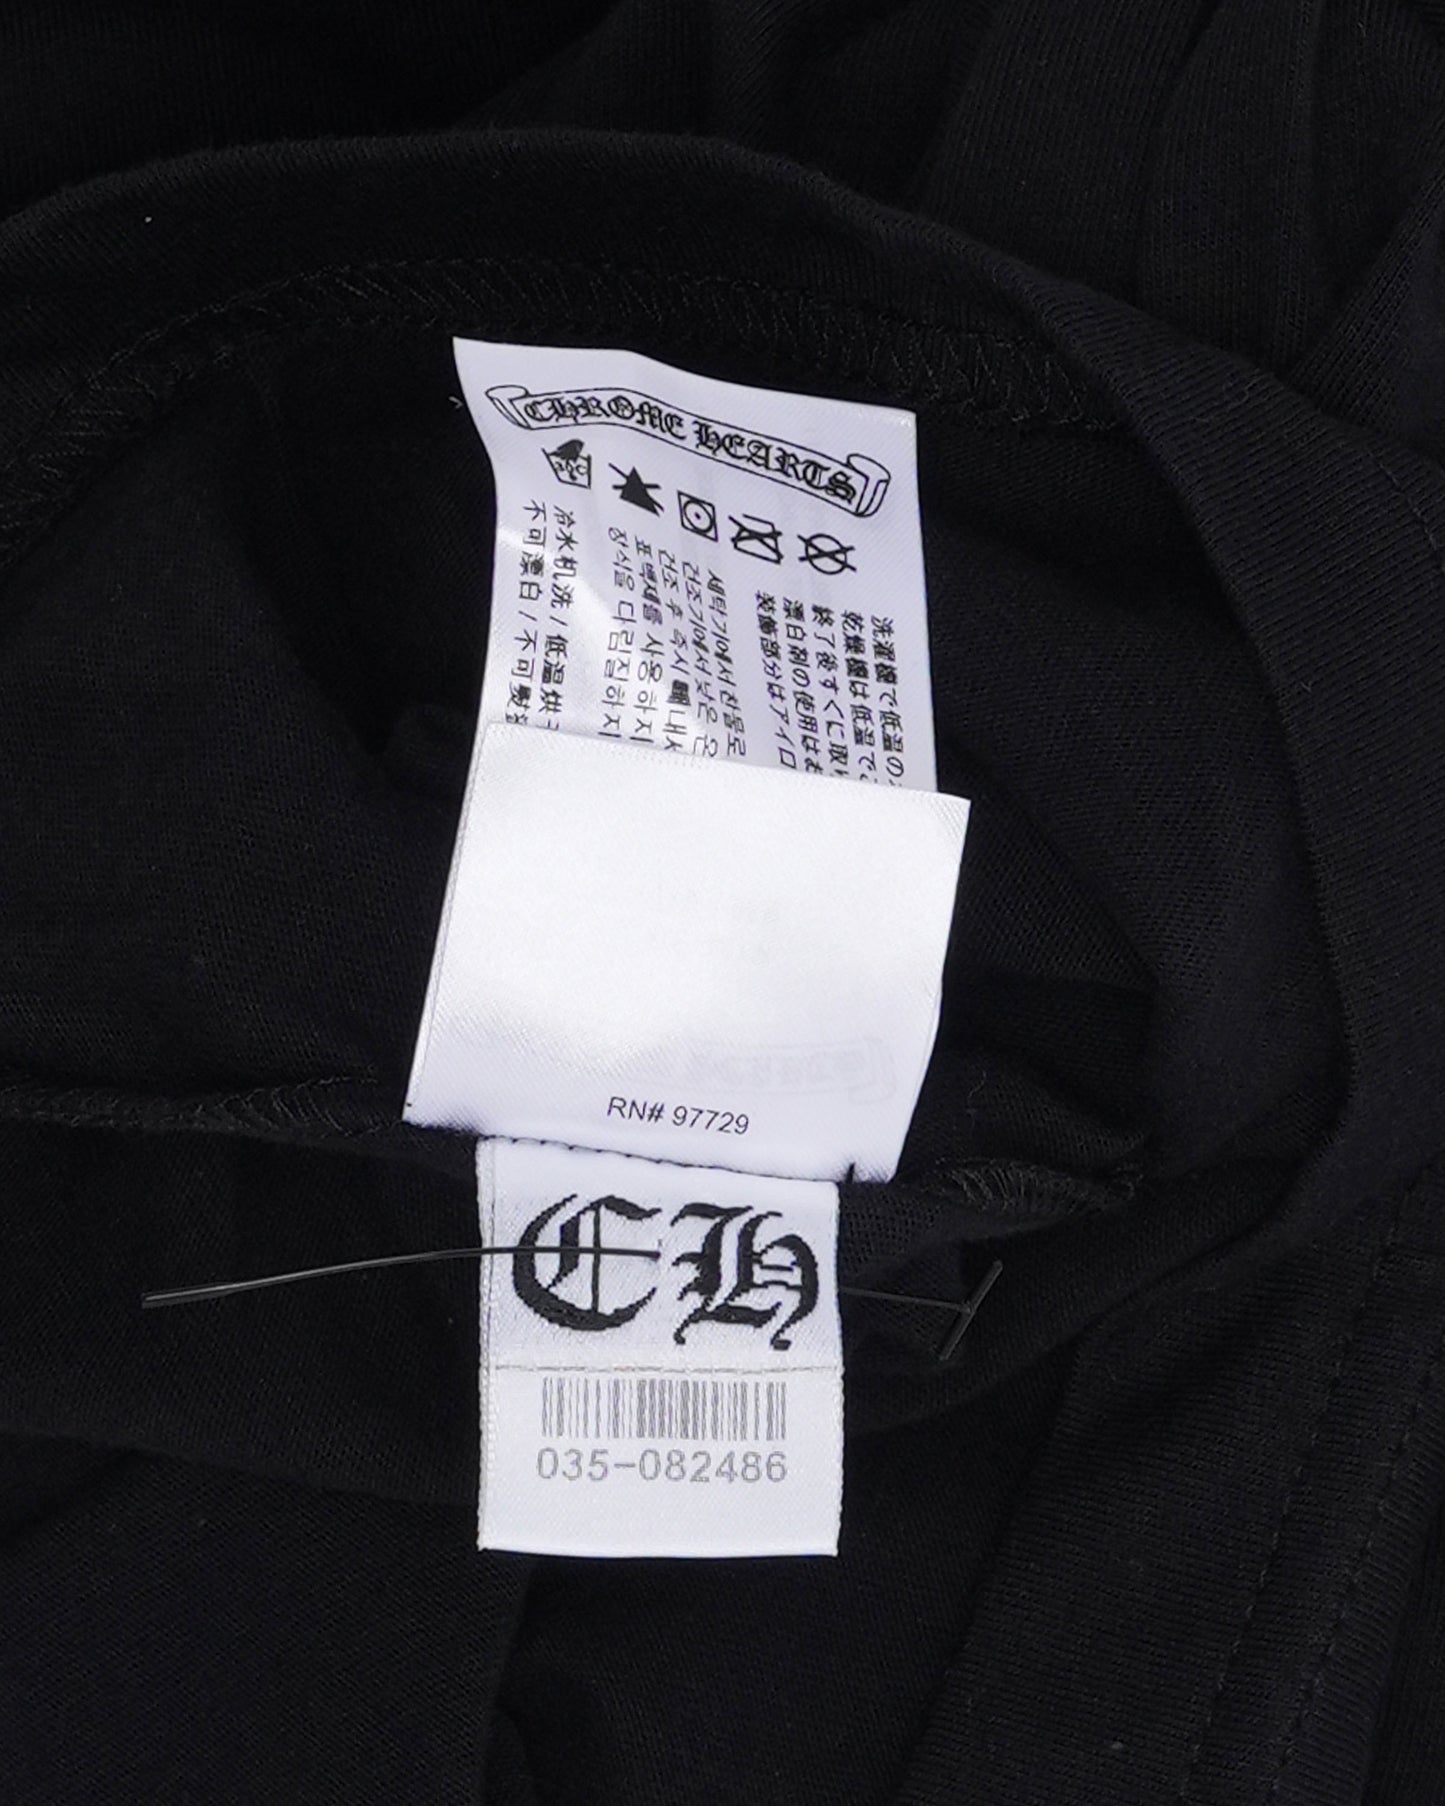 CHROME HEARTS
洗濯機で低温の
乾燥機は低温で
終了後すぐに取
漂白剤の使用はお
装飾部分はアイロ
세탁기에서 찬물로
건조기에서 낮은 온
건조 후 즉시 빼내시
표백제를 사용하지
장식을 다림질하지
冷水机洗 / 低温烘
不可漂白 / 不可熨
RN# 97729
CH
035-082486